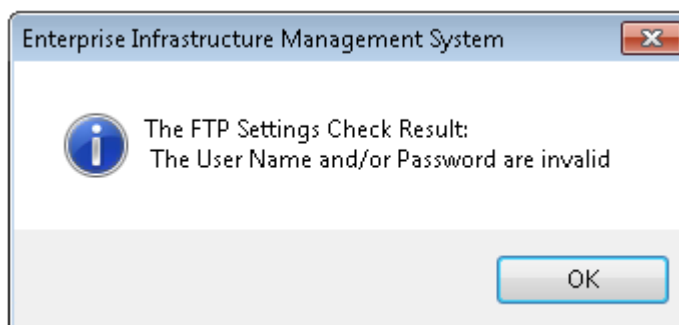 Enterprise Infrastructure Management System
The FTP Settings Check Result:
The User Name and/or Password are invalid
OK